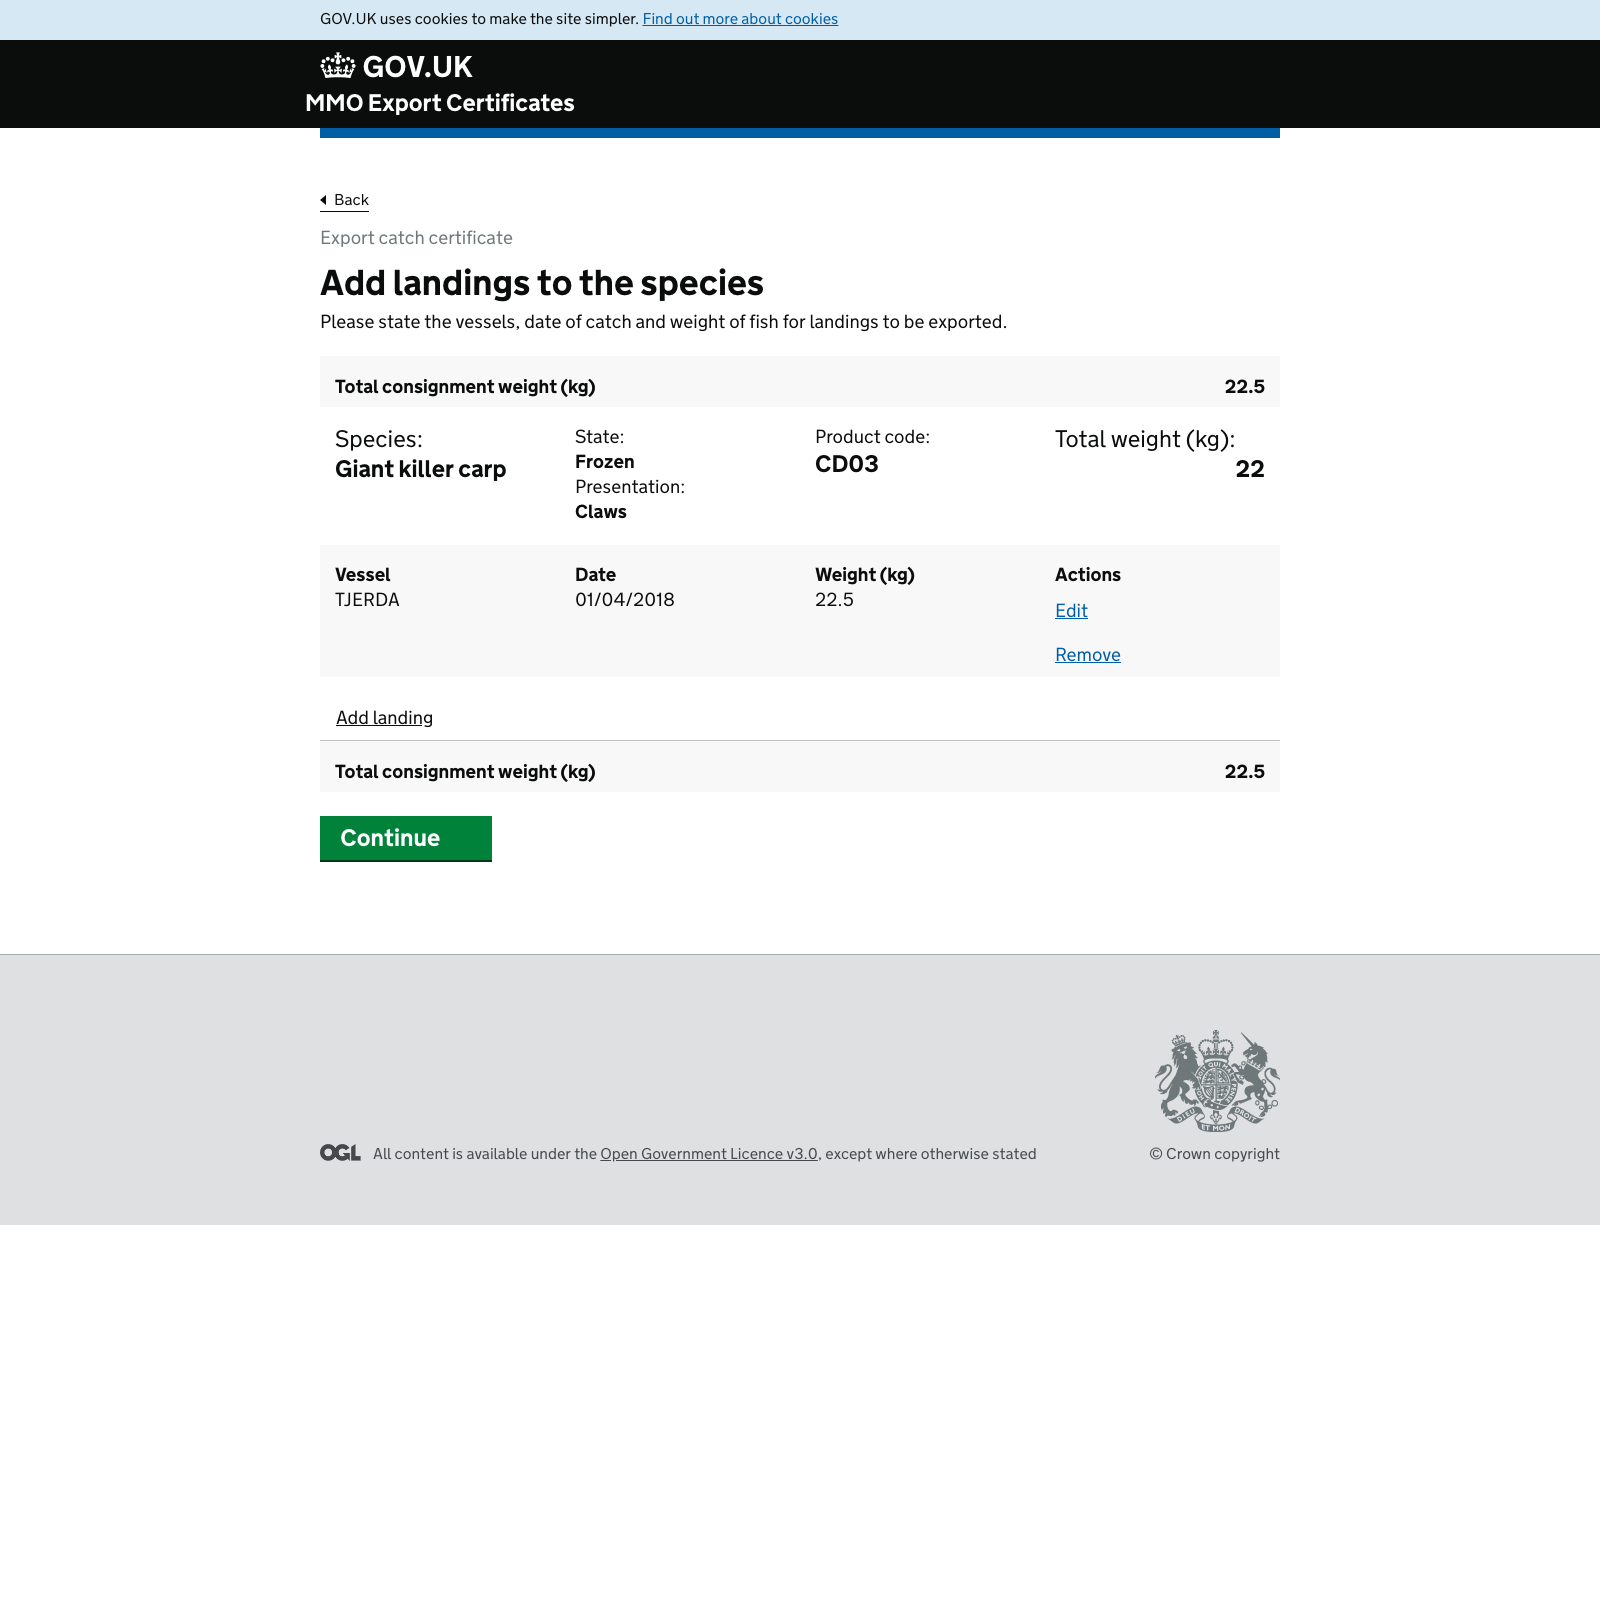 GOV.UK uses cookies to make the site simpler. Find out more about cookies
GOV.UK
MMO Export Certificates
Back
Export catch certificate
Add landings to the species
Please state the vessels, date of catch and weight of fish for landings to be exported.
Total consignment weight (kg) 22.5
Species: State: Product code: Total weight (kg):
Giant killer carp Frozen CD03 22
Presentation:
Claws
Vessel Date Weight (kg) Actions
TJERDA 01/04/2018 22.5 Edit
Remove
Add landing
Total consignment weight (kg) 22.5
Continue
DIEU ET MON DROIT
OGL All content is available under the Open Government Licence v3.0, except where otherwise stated © Crown copyright